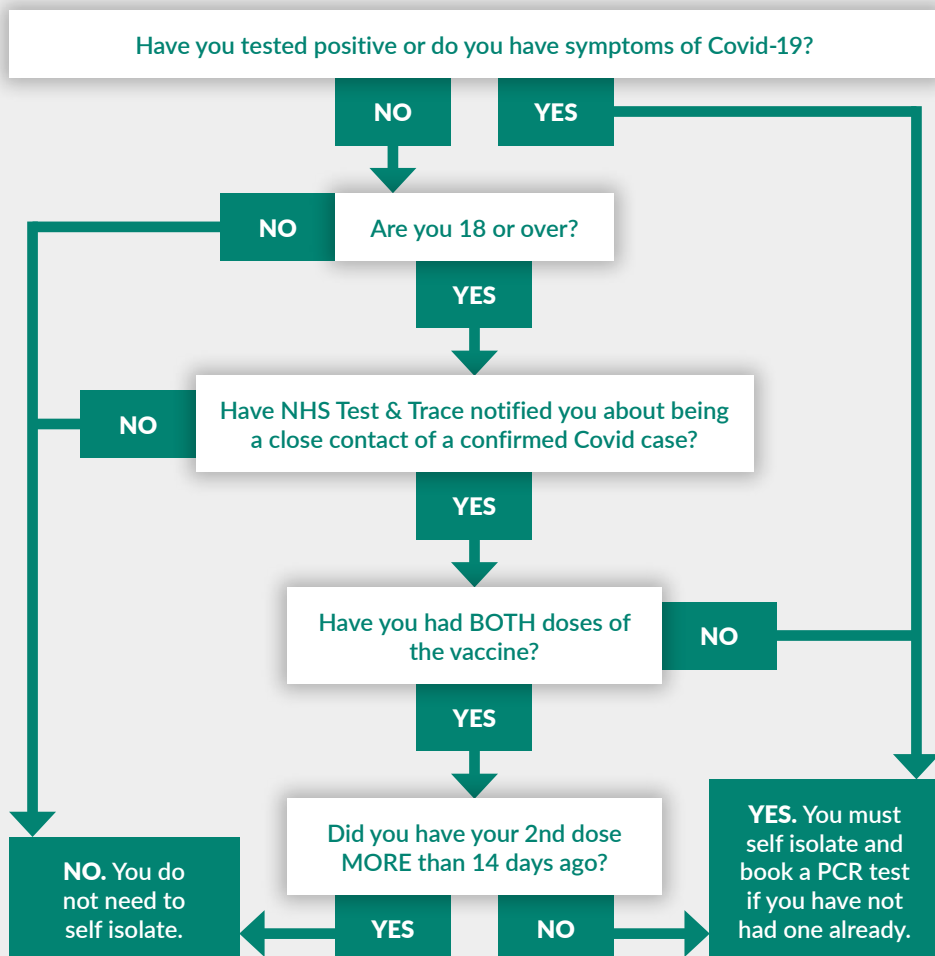 Have you tested positive or do you have symptoms of Covid-19?
NO
YES
NO
Are you 18 or over?
YES
NO
Have NHS Test & Trace notified you about being
a close contact of a confirmed Covid case?
YES
Have you had BOTH doses of
the vaccine?
NO
YES
Did you have your 2nd dose
MORE than 14 days ago?
YES
NO
NO. You do
not need to
self isolate.
YES. You must
self isolate and
book a PCR test
if you have not
had one already.